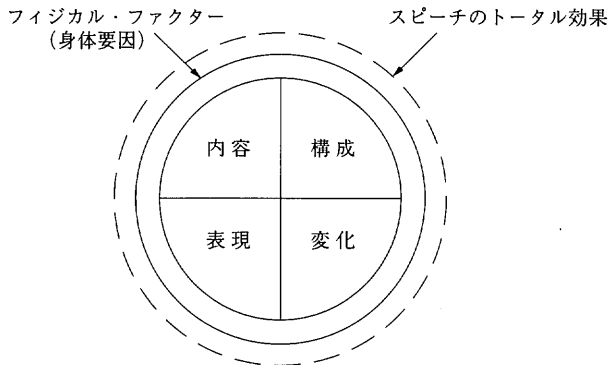 フィジカル・ファクター
(身体要因)
スピーチのトータル効果
内容
構成
表現
変化